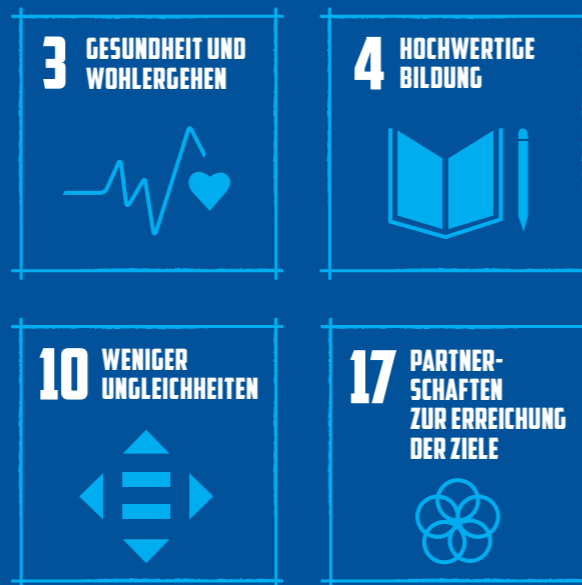 3 GESUNDHEIT UND
WOHLERGEHEN
4 HOCHWERTIGE
BILDUNG
10 WENIGER
UNGLEICHHEITEN
17 PARTNER-
SCHAFTEN
ZUR ERREICHUNG
DER ZIELE